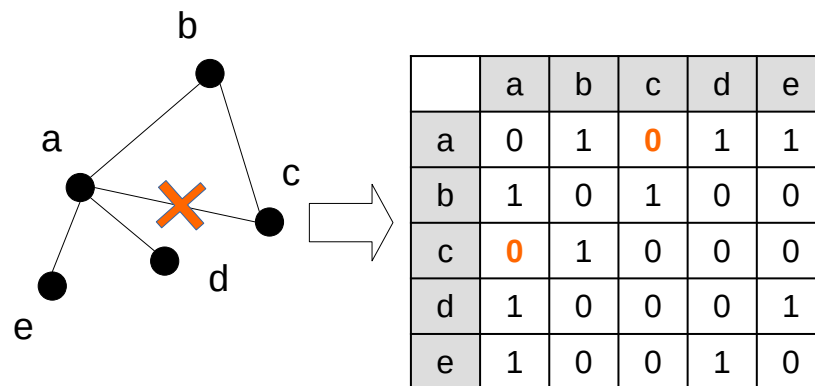 b
a
c
d
e
a b c d e
a 0 1 0 1 1
b 1 0 1 0 0
c 0 1 0 0 0
d 1 0 0 0 1
e 1 0 0 1 0